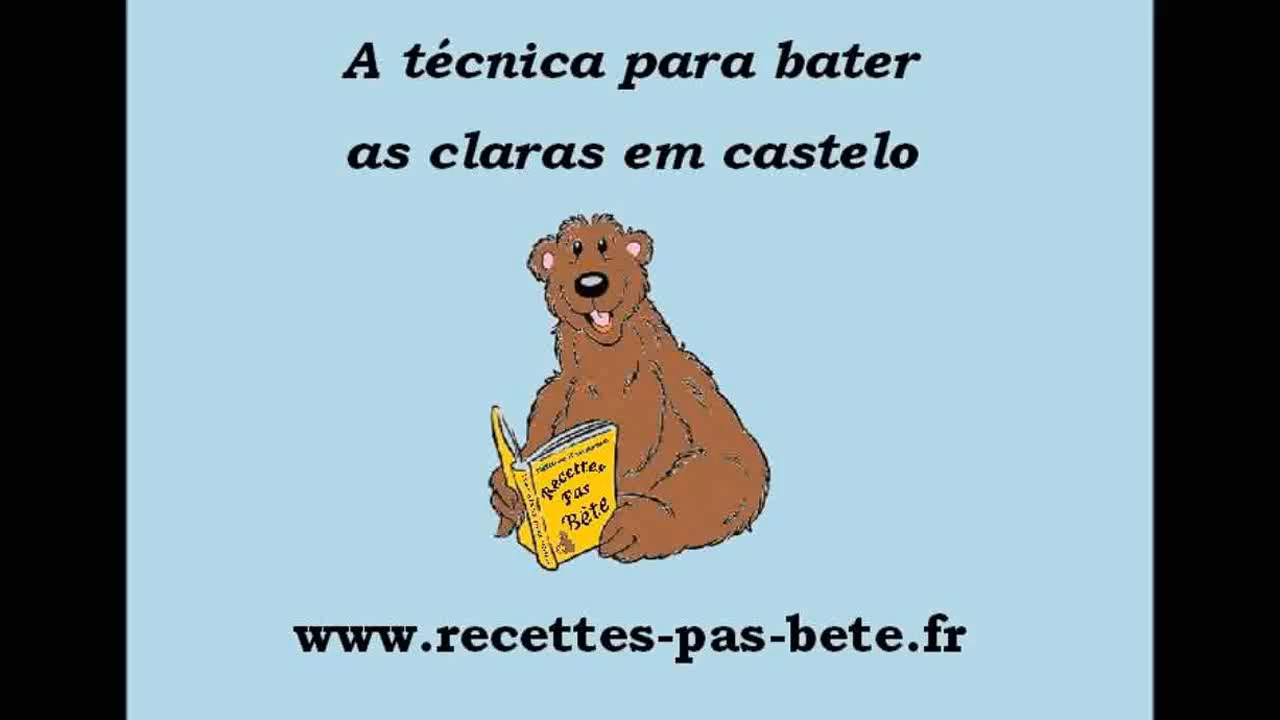 A técnica para bater
as claras em castelo
Recettes
Pas
Bête
www.recettes-pas-bete.fr